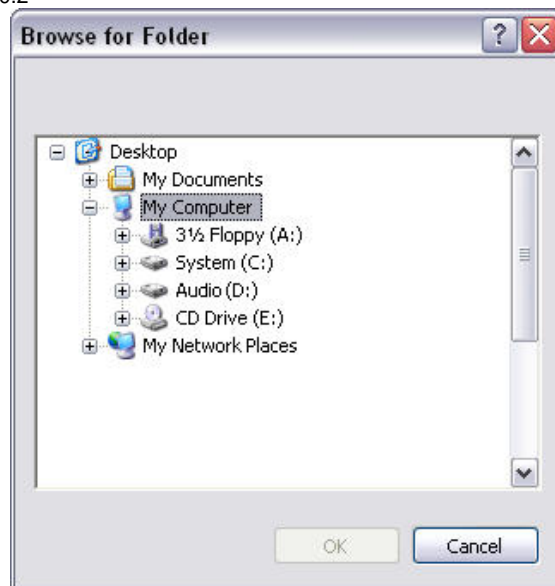 Browse for Folder
?
Desktop
My Documents
My Computer
3½ Floppy (A:)
System (C:)
Audio (D:)
CD Drive (E:)
My Network Places
OK
Cancel